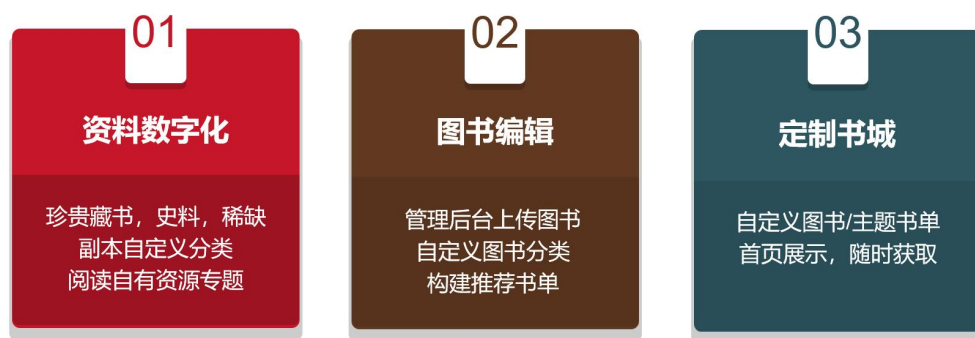 01
资料数字化
珍贵藏书，史料，稀缺
副本自定义分类
阅读自有资源专题
02
图书编辑
管理后台上传图书
自定义图书分类
构建推荐书单
03
定制书城
自定义图书/主题书单
首页展示，随时获取